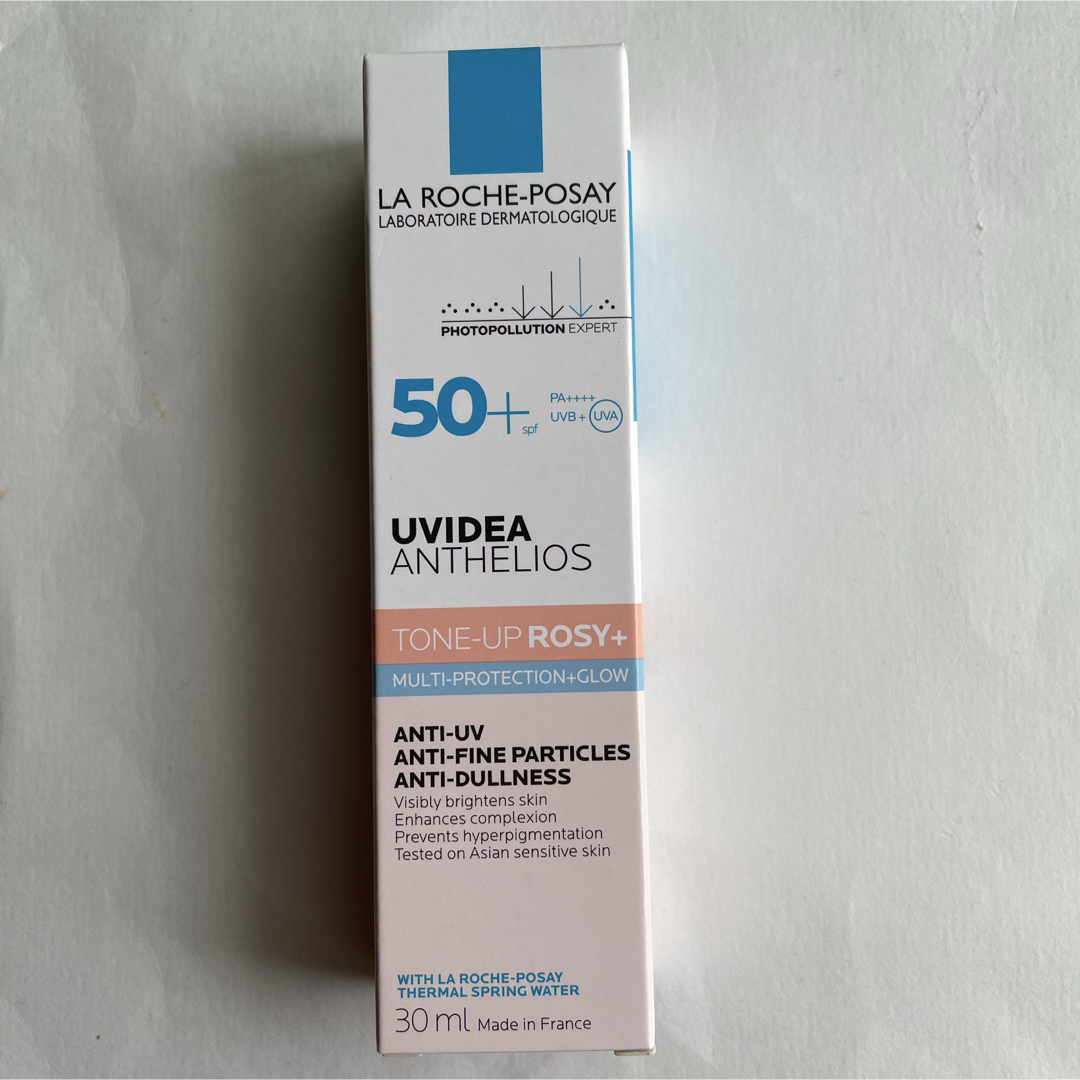 LA ROCHE-POSAY
LABORATOIRE DERMATOLOGIQUE
PHOTOPOLLUTION EXPERT
50+ spf
PA++++
UVB + UVA
UVIDEA
ANTHELIOS
TONE-UP ROSY+
MULTI-PROTECTION+GLOW
ANTI-UV
ANTI-FINE PARTICLES
ANTI-DULLNESS
Visibly brightens skin
Enhances complexion
Prevents hyperpigmentation
Tested on Asian sensitive skin
WITH LA ROCHE-POSAY
THERMAL SPRING WATER
30 ml Made in France